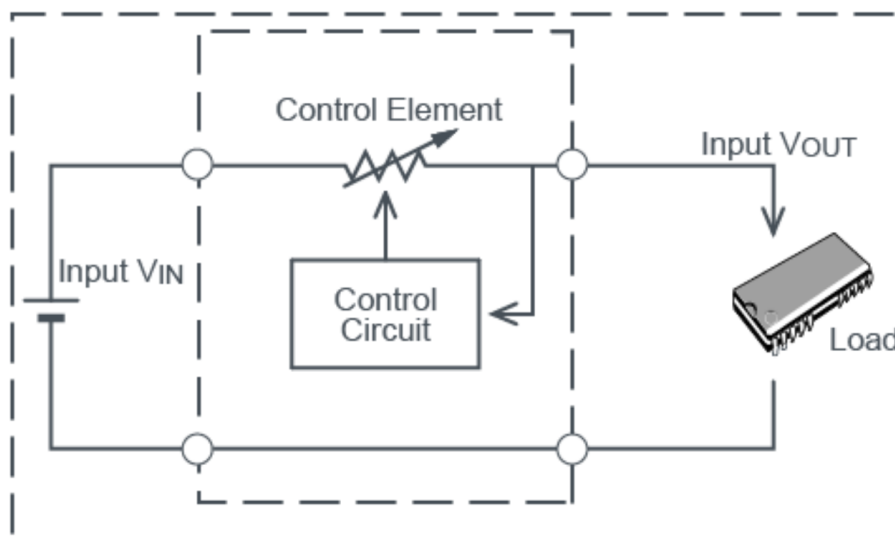 Control Element
Input VOUT
Input VIN
Control
Circuit
Load